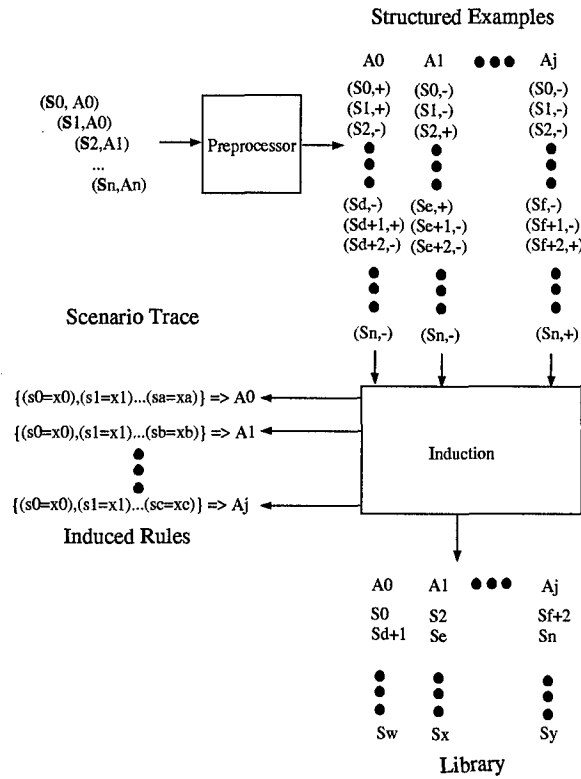 Structured Examples
A0 A1 Aj
(S0,+) (S0,-) (S0,-)
(S1,+) (S1,-) (S1,-)
(S2,-) (S2,+) (S2,-)
(S0, A0)
(S1,A0)
(S2,A1)
...
(Sn,An)
Preprocessor
(Sd,-) (Se,+) (Sf,-)
(Sd+1,+) (Se+1,-) (Sf+1,-)
(Sd+2,-) (Se+2,-) (Sf+2,+)
Scenario Trace
(Sn,-) (Sn,-) (Sn,+)
{(s0=x0),(s1=x1)...(sa=xa)} => A0
{(s0=x0),(s1=x1)...(sb=xb)} => A1
{(s0=x0),(s1=x1)...(sc=xc)} => Aj
Induced Rules
Induction
A0 A1 Aj
S0 S2 Sf+2
Sd+1 Se Sn
Sw Sx Sy
Library